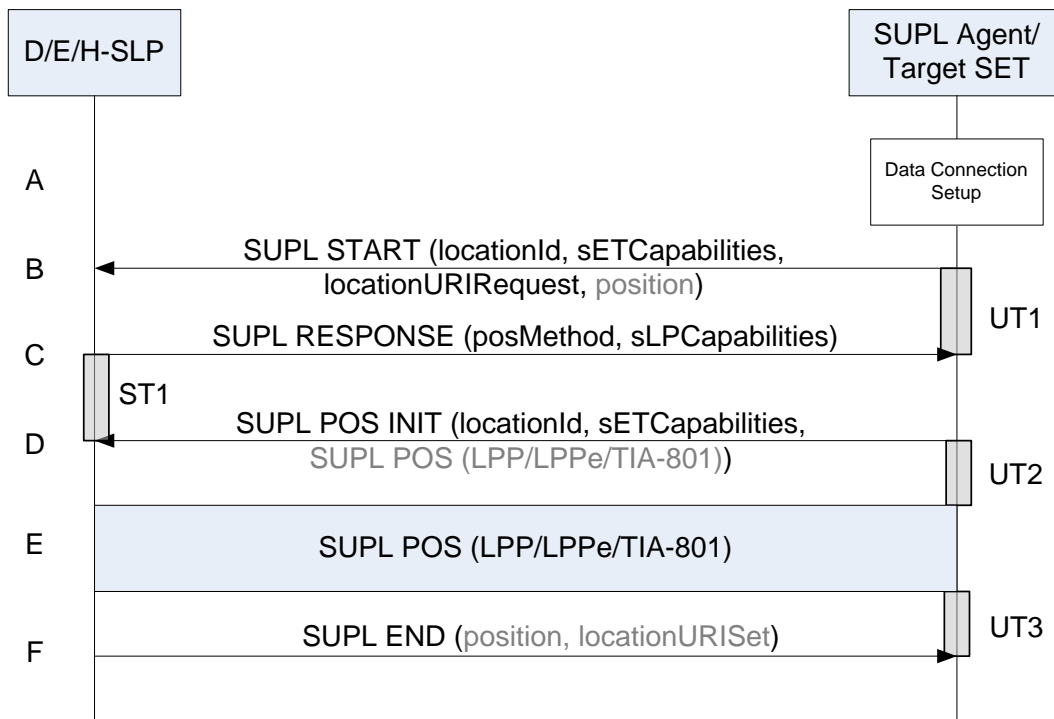 D/E/H-SLP
SUPL Agent/
Target SET
A
Data Connection
Setup
B
SUPL START (locationId, sETCapabilities,
locationURIRequest, position)
UT1
C
SUPL RESPONSE (posMethod, sLPCapabilities)
ST1
D
SUPL POS INIT (locationId, sETCapabilities,
SUPL POS (LPP/LPPe/TIA-801))
UT2
E
SUPL POS (LPP/LPPe/TIA-801)
F
SUPL END (position, locationURISet)
UT3